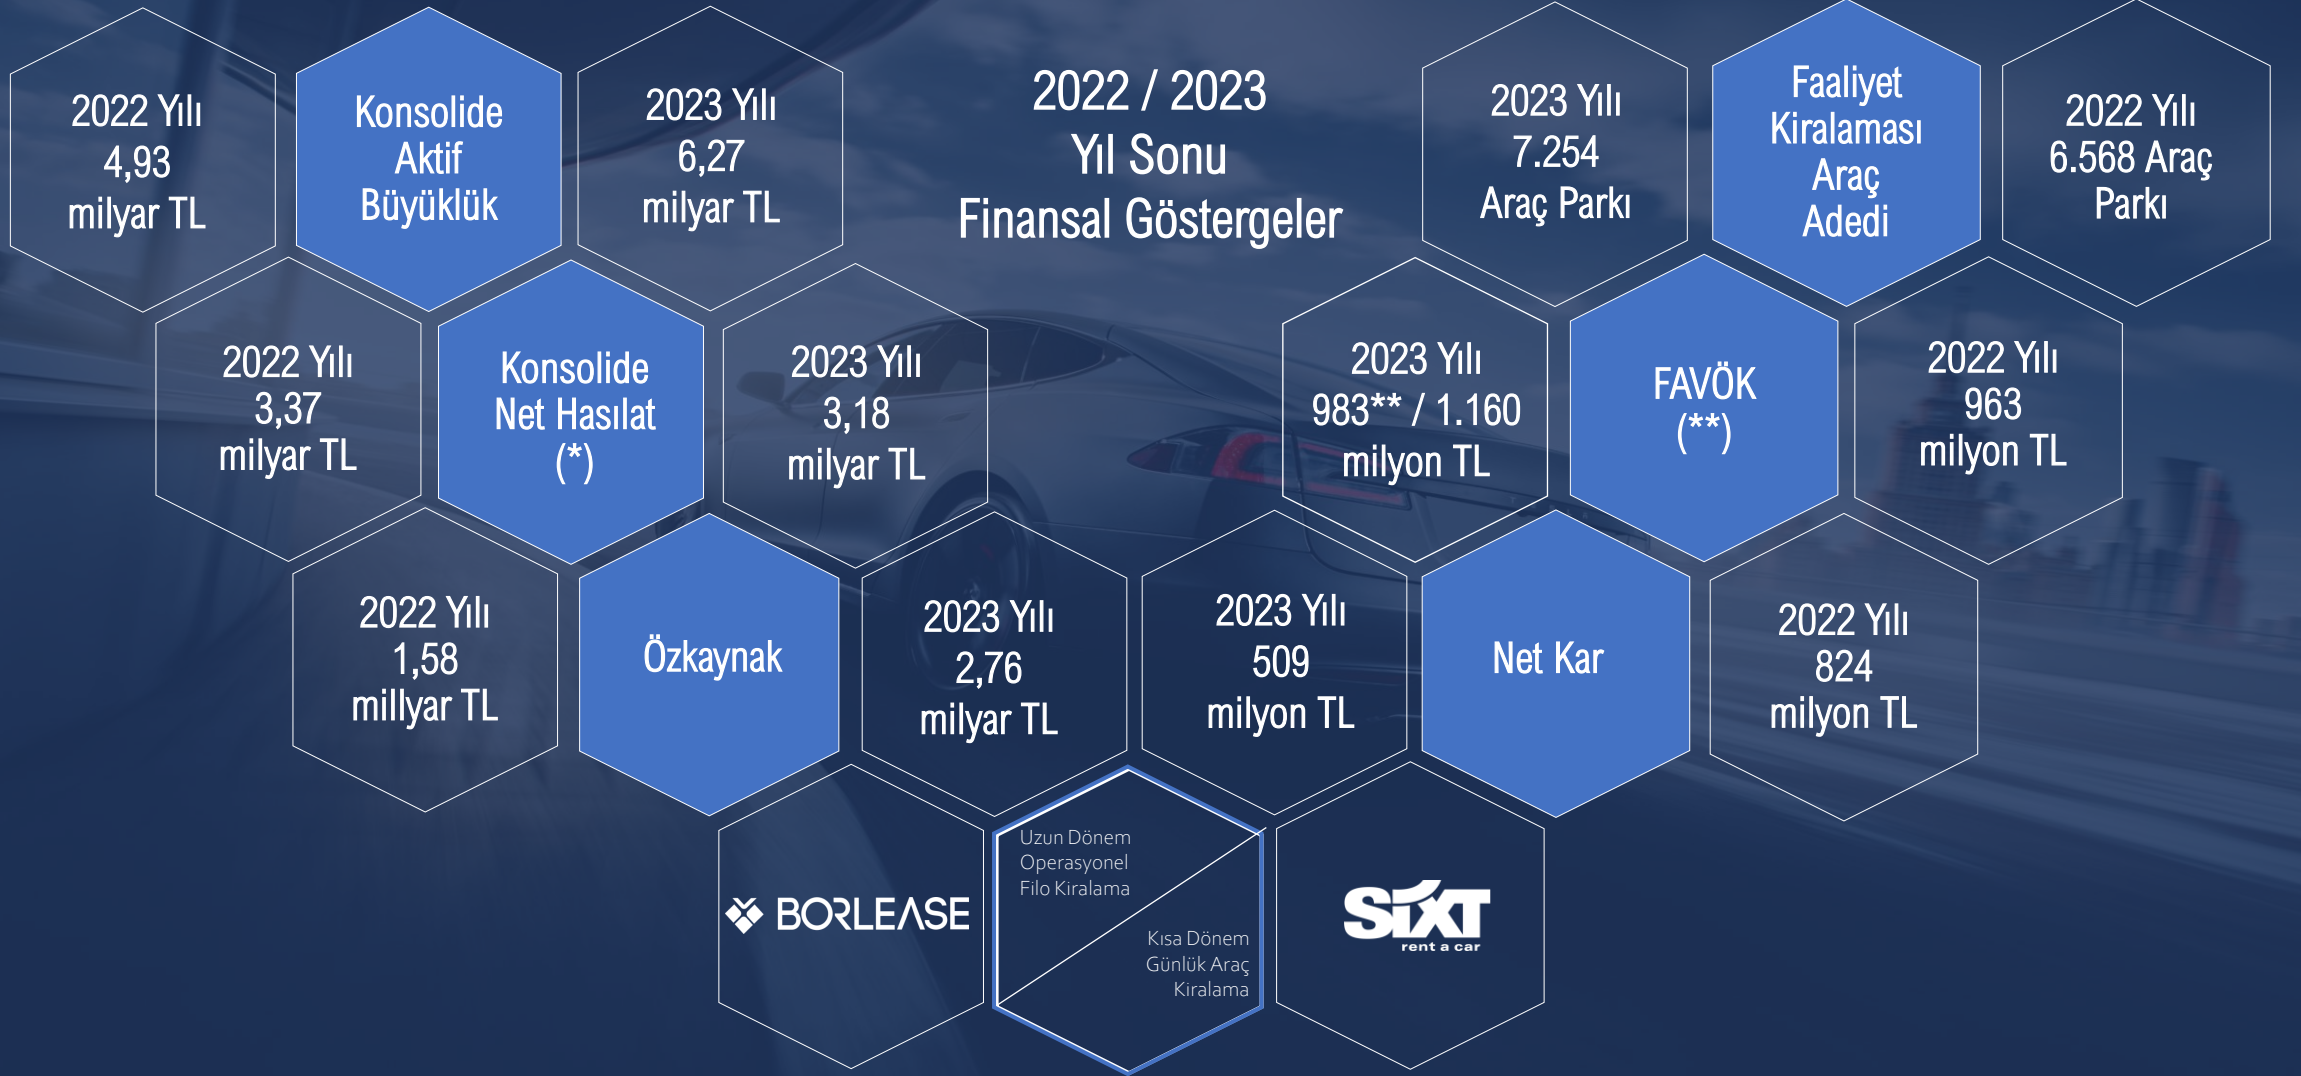 2022 / 2023
Yıl Sonu
Finansal Göstergeler
2022 Yılı
4,93
milyar TL
Konsolide
Aktif
Büyüklük
2023 Yılı
6,27
milyar TL
2023 Yılı
7.254
Araç Parkı
Faaliyet
Kiralaması
Araç
Adedi
2022 Yılı
6.568 Araç
Parkı
2022 Yılı
3,37
milyar TL
Konsolide
Net Hasılat
(*)
2023 Yılı
3,18
milyar TL
2023 Yılı
983** / 1.160
milyon TL
FAVÖK
(**)
2022 Yılı
963
milyon TL
2022 Yılı
1,58
millyar TL
Özkaynak
2023 Yılı
2,76
milyar TL
2023 Yılı
509
milyon TL
Net Kar
2022 Yılı
824
milyon TL
BORLEASE
Uzun Dönem
Operasyonel
Filo Kiralama
Kısa Dönem
Günlük Araç
Kiralama
SIXT
rent a car